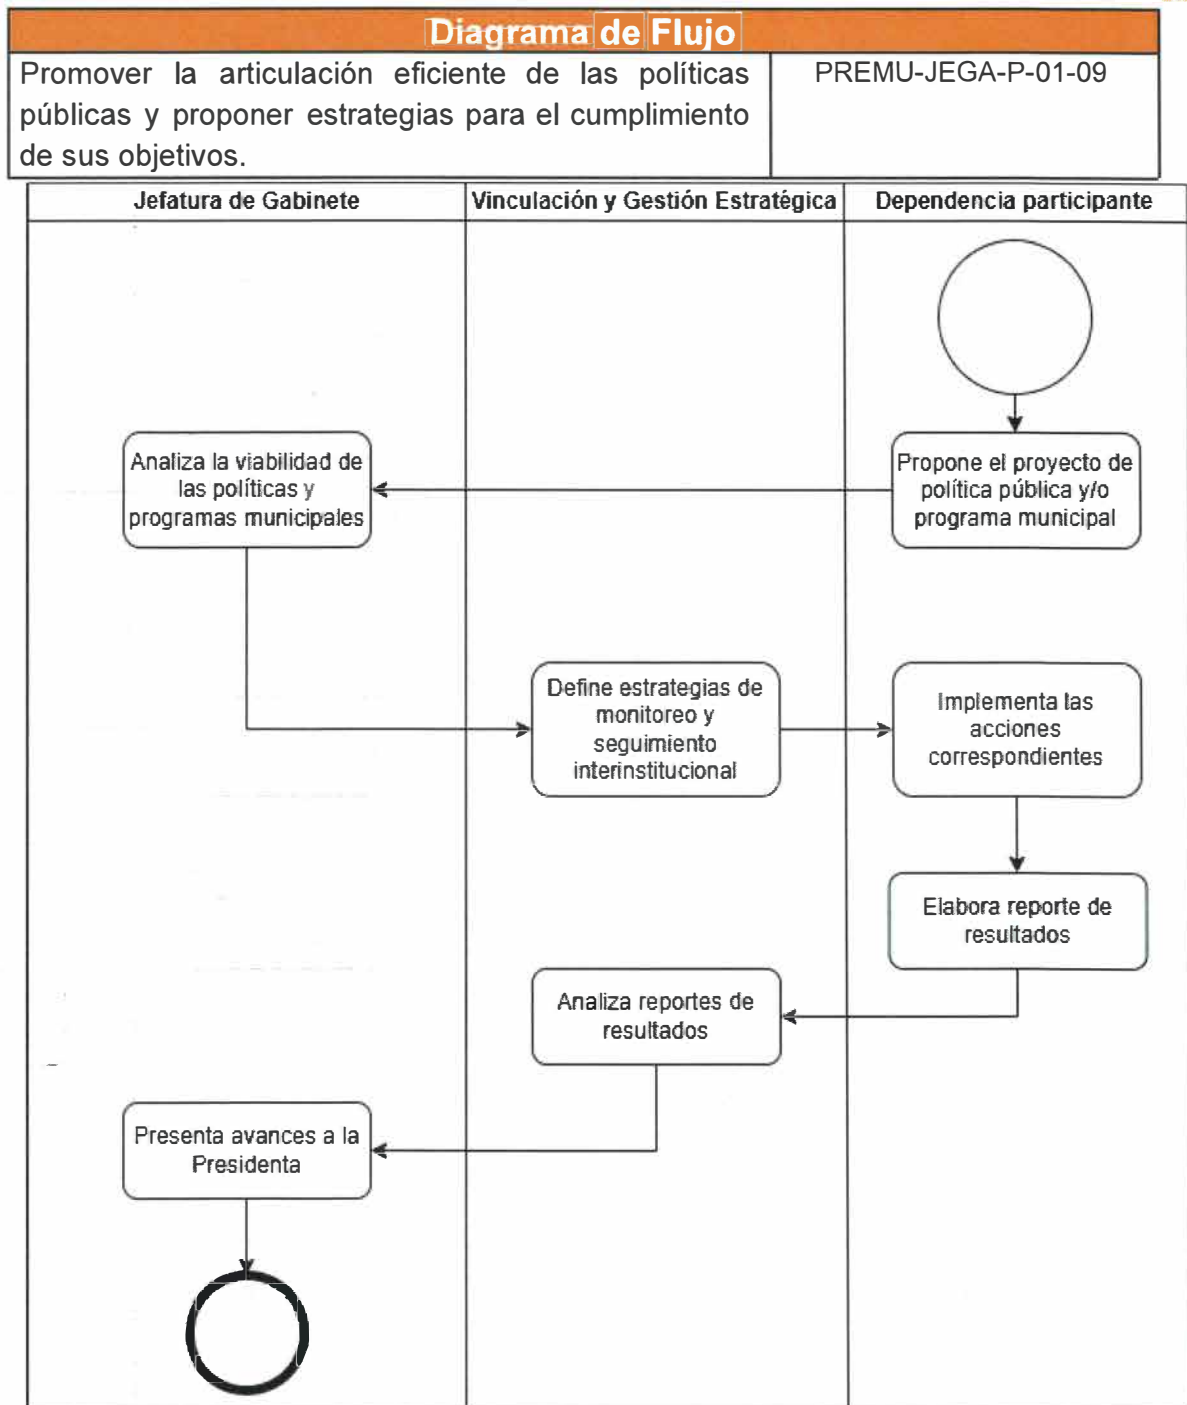 Diagrama de Flujo
Promover la articulación eficiente de las políticas
públicas y proponer estrategias para el cumplimiento
de sus objetivos.
PREMU-JEGA-P-01-09
Jefatura de Gabinete
Vinculación y Gestión Estratégica
Dependencia participante
Propone el proyecto de
política pública y/o
programa municipal
Analiza la viabilidad de
las políticas y
programas municipales
Define estrategias de
monitoreo y
seguimiento
interinstitucional
Implementa las
acciones
correspondientes
Elabora reporte de
resultados
Analiza reportes de
resultados
Presenta avances a la
Presidenta